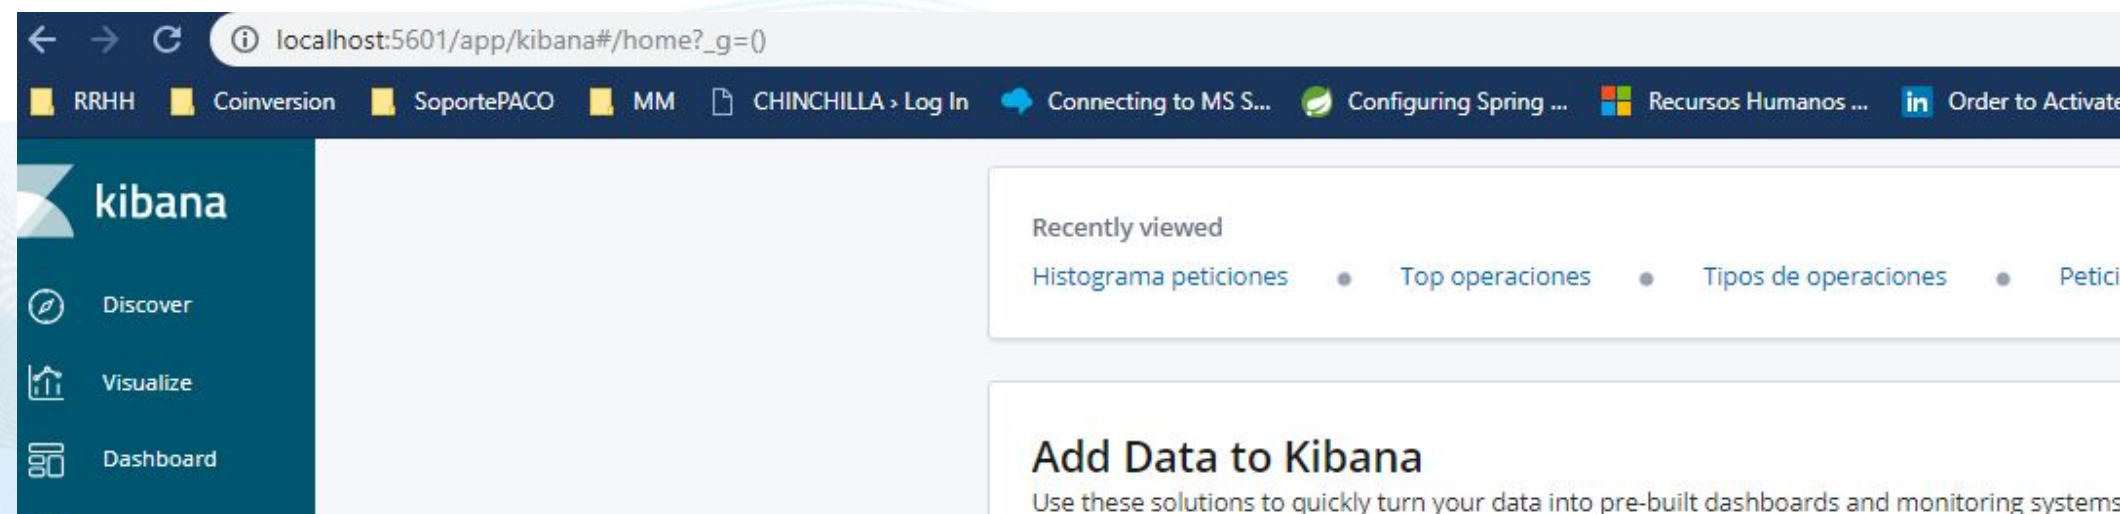 localhost:5601/app/kibana#/home?_g=()
RRHH Coinversion SoportePACO MM CHINCHILLA › Log In Connecting to MS S... Configuring Spring ... Recursos Humanos ... in Order to Activate
kibana
Discover
Visualize
Dashboard
Recently viewed
Histograma peticiones Top operaciones Tipos de operaciones Petici
Add Data to Kibana
Use these solutions to quickly turn your data into pre-built dashboards and monitoring systems